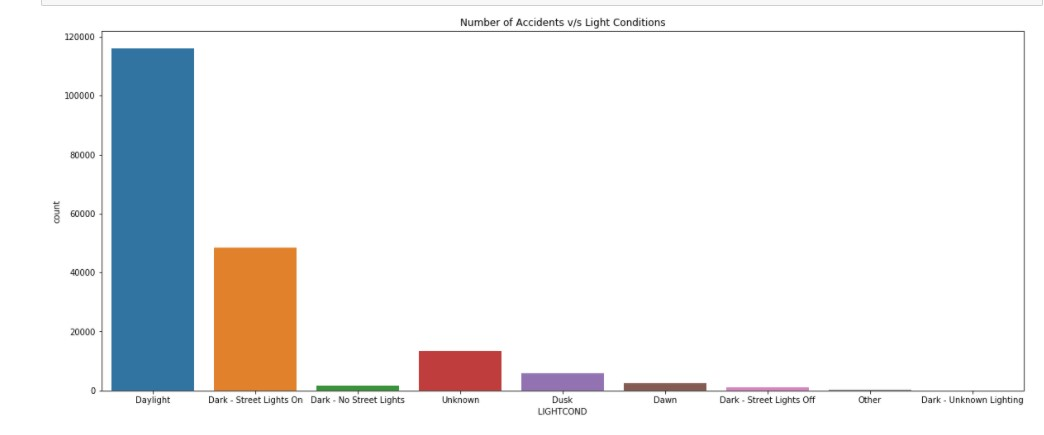 Number of Accidents v/s Light Conditions
120000
100000
80000
60000
40000
20000
0
count
Daylight Dark - Street Lights On Dark - No Street Lights Unknown Dusk Dawn Dark - Street Lights Off Other Dark - Unknown Lighting
LIGHTCOND